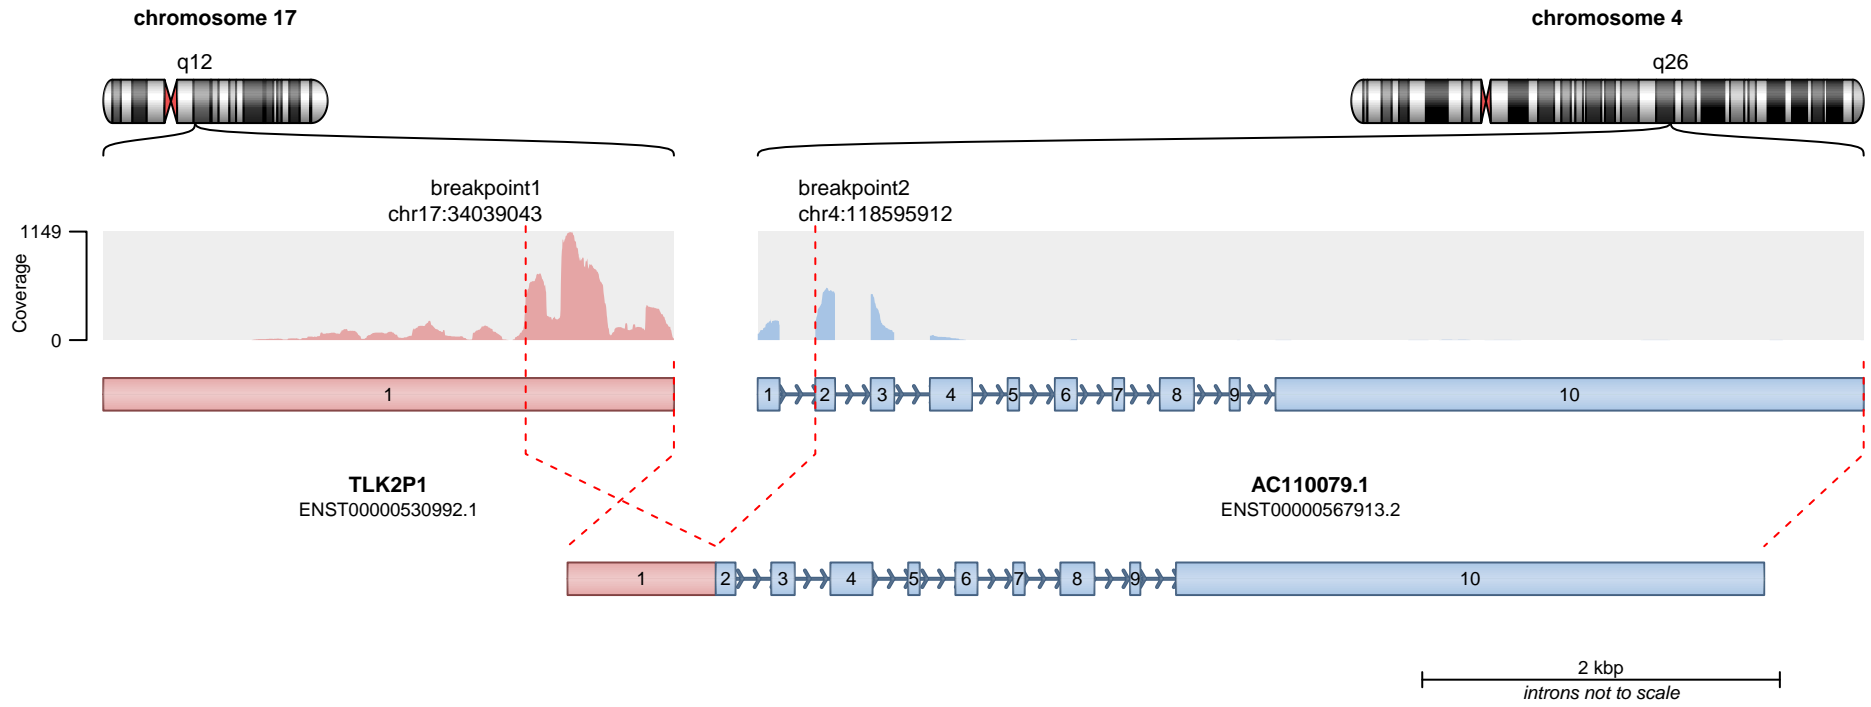 chromosome 17
chromosome 4
q12
q26
breakpoint1
chr17:34039043
breakpoint2
chr4:118595912
1149
Coverage
0
1
1 2 3 4 5 6 7 8 9 10
TLK2P1
ENST00000530992.1
AC110079.1
ENST00000567913.2
1 2 3 4 5 6 7 8 9 10
2 kbp
introns not to scale